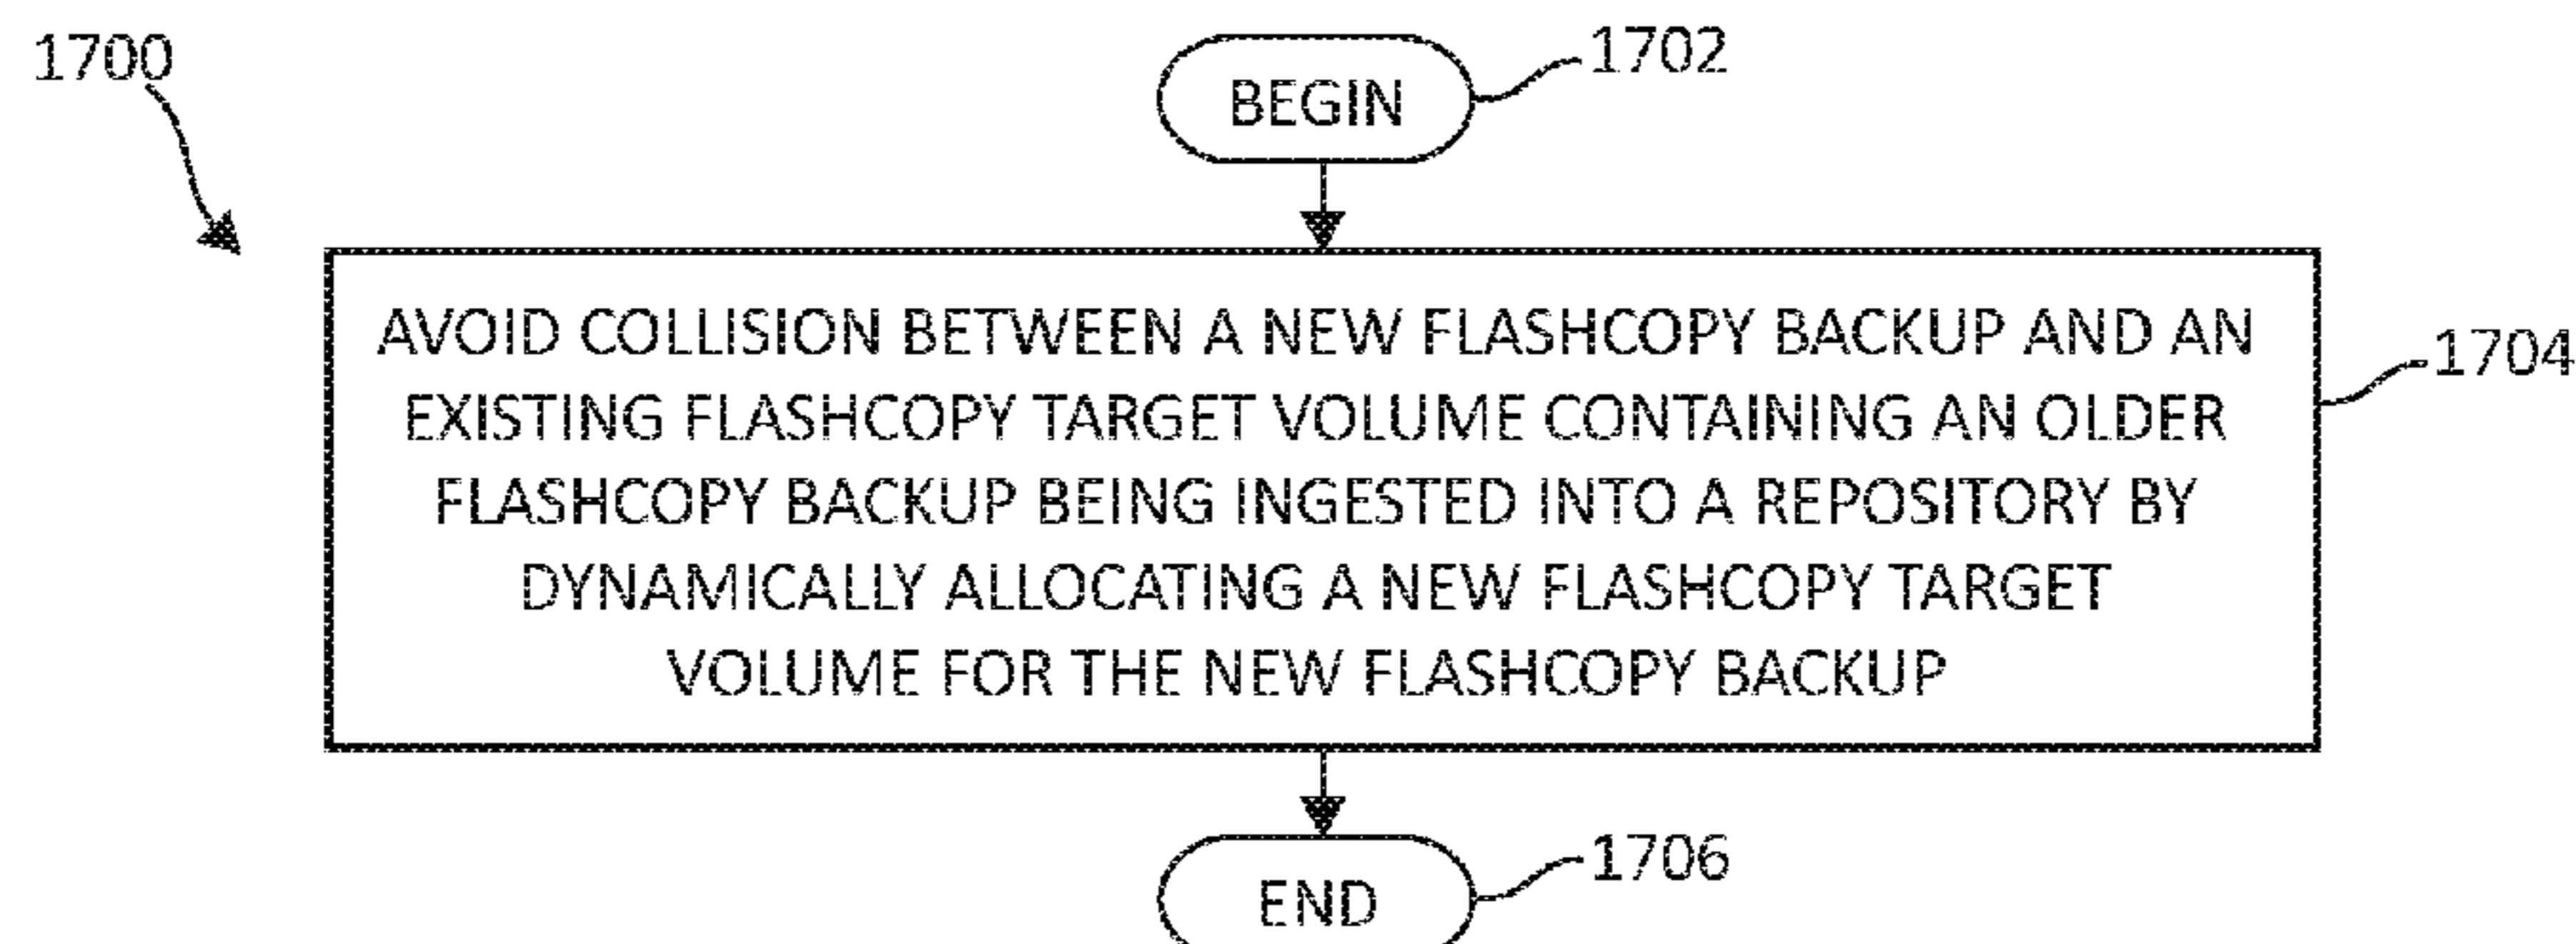 1700
BEGIN
1702
AVOID COLLISION BETWEEN A NEW FLASHCOPY BACKUP AND AN
EXISTING FLASHCOPY TARGET VOLUME CONTAINING AN OLDER
FLASHCOPY BACKUP BEING INGESTED INTO A REPOSITORY BY
DYNAMICALLY ALLOCATING A NEW FLASHCOPY TARGET
VOLUME FOR THE NEW FLASHCOPY BACKUP
1704
END
1706